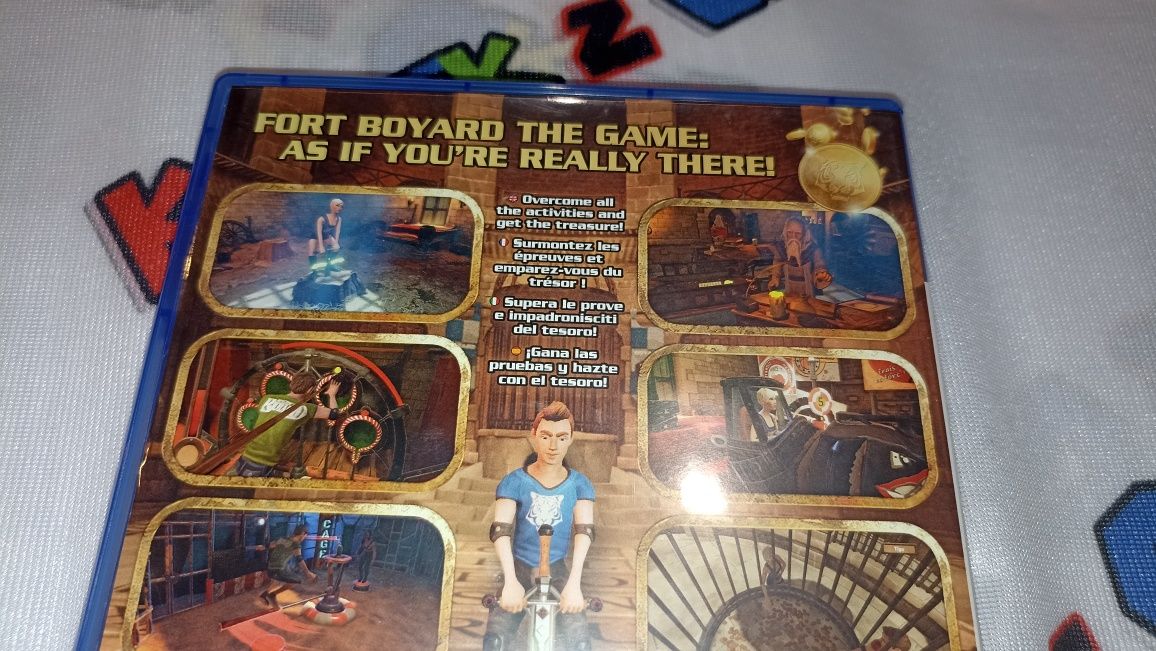 FORT BOYARD THE GAME:
AS IF YOU'RE REALLY THERE!
Overcome all
the activities and
get the treasure!
Surmontez les
épreuves et
emparez-vous du
trésor !
Supera le prove
e impadronisciti
del tesoro!
¡Gana las
pruebas y hazte
con el tesoro!
5
CAGE